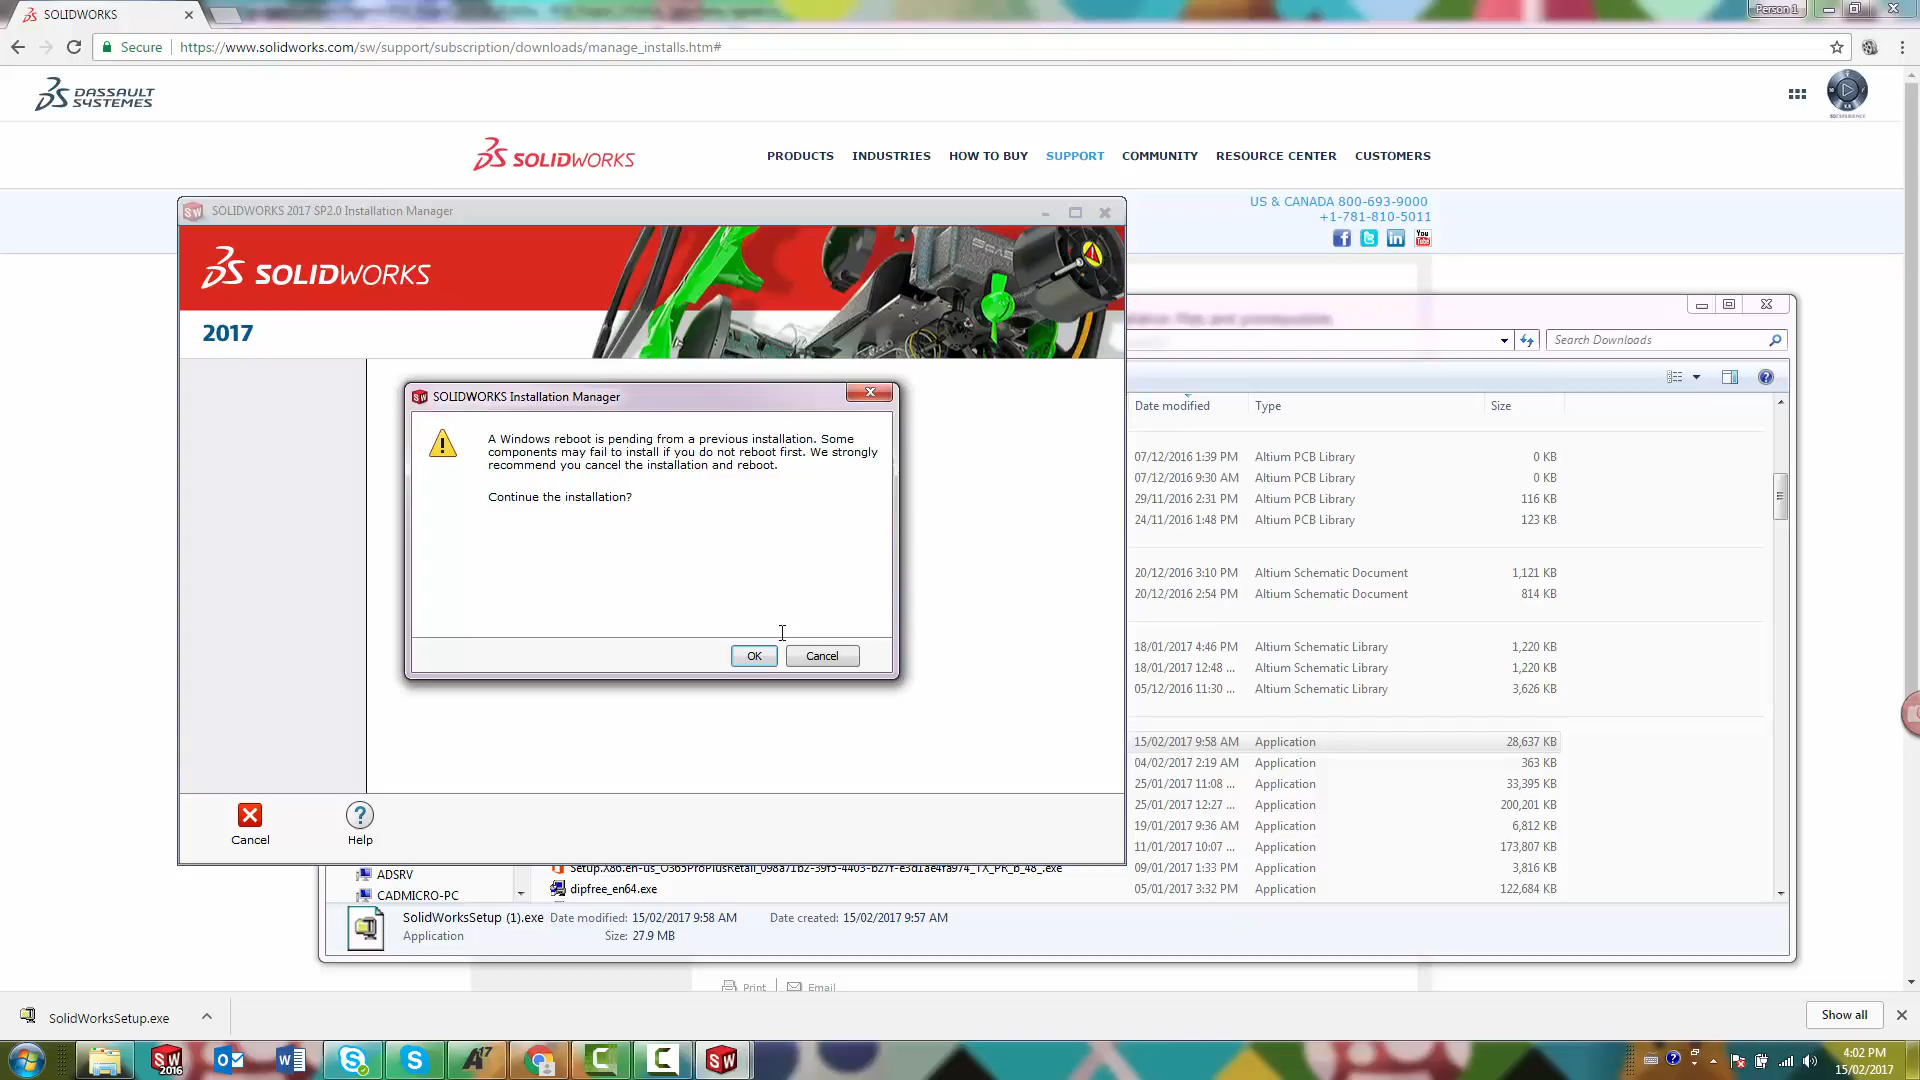 SOLIDWORKS
Person 1
Secure
https://www.solidworks.com/sw/support/subscription/downloads/manage_installs.htm#
DASSAULT
SYSTEMES
SOLIDWORKS
PRODUCTS INDUSTRIES HOW TO BUY SUPPORT COMMUNITY RESOURCE CENTER CUSTOMERS
US & CANADA 800-693-9000
+1-781-810-5011
SOLIDWORKS 2017 SP2.0 Installation Manager
SOLIDWORKS
2017
Search Downloads
Date modified Type Size
SOLIDWORKS Installation Manager
A Windows reboot is pending from a previous installation. Some
components may fail to install if you do not reboot first. We strongly
recommend you cancel the installation and reboot.
Continue the installation?
OK Cancel
07/12/2016 1:39 PM Altium PCB Library 0 KB
07/12/2016 9:30 AM Altium PCB Library 0 KB
29/11/2016 2:31 PM Altium PCB Library 116 KB
24/11/2016 1:48 PM Altium PCB Library 123 KB
20/12/2016 3:10 PM Altium Schematic Document 1,121 KB
20/12/2016 2:54 PM Altium Schematic Document 814 KB
18/01/2017 4:46 PM Altium Schematic Library 1,220 KB
18/01/2017 12:48 ... Altium Schematic Library 1,220 KB
05/12/2016 11:30 ... Altium Schematic Library 3,626 KB
15/02/2017 9:58 AM Application 28,637 KB
04/02/2017 2:19 AM Application 363 KB
25/01/2017 11:08 ... Application 33,395 KB
25/01/2017 12:27 ... Application 200,201 KB
19/01/2017 9:36 AM Application 6,812 KB
11/01/2017 10:07 ... Application 173,807 KB
09/01/2017 1:33 PM Application 3,816 KB
05/01/2017 3:32 PM Application 122,684 KB
Cancel Help
ADSRV
Setup.X86.en-us_O365ProPlusRetail_098a71b2-39f5-4403-b27f-e3d1ae4fa974_TX_PR_b_48_.exe
CADMICRO-PC
dipfree_en64.exe
SolidWorksSetup (1).exe Date modified: 15/02/2017 9:58 AM Date created: 15/02/2017 9:57 AM
Application Size: 27.9 MB
Print Email
SolidWorksSetup.exe
Show all
SW 2016
4:02 PM
15/02/2017